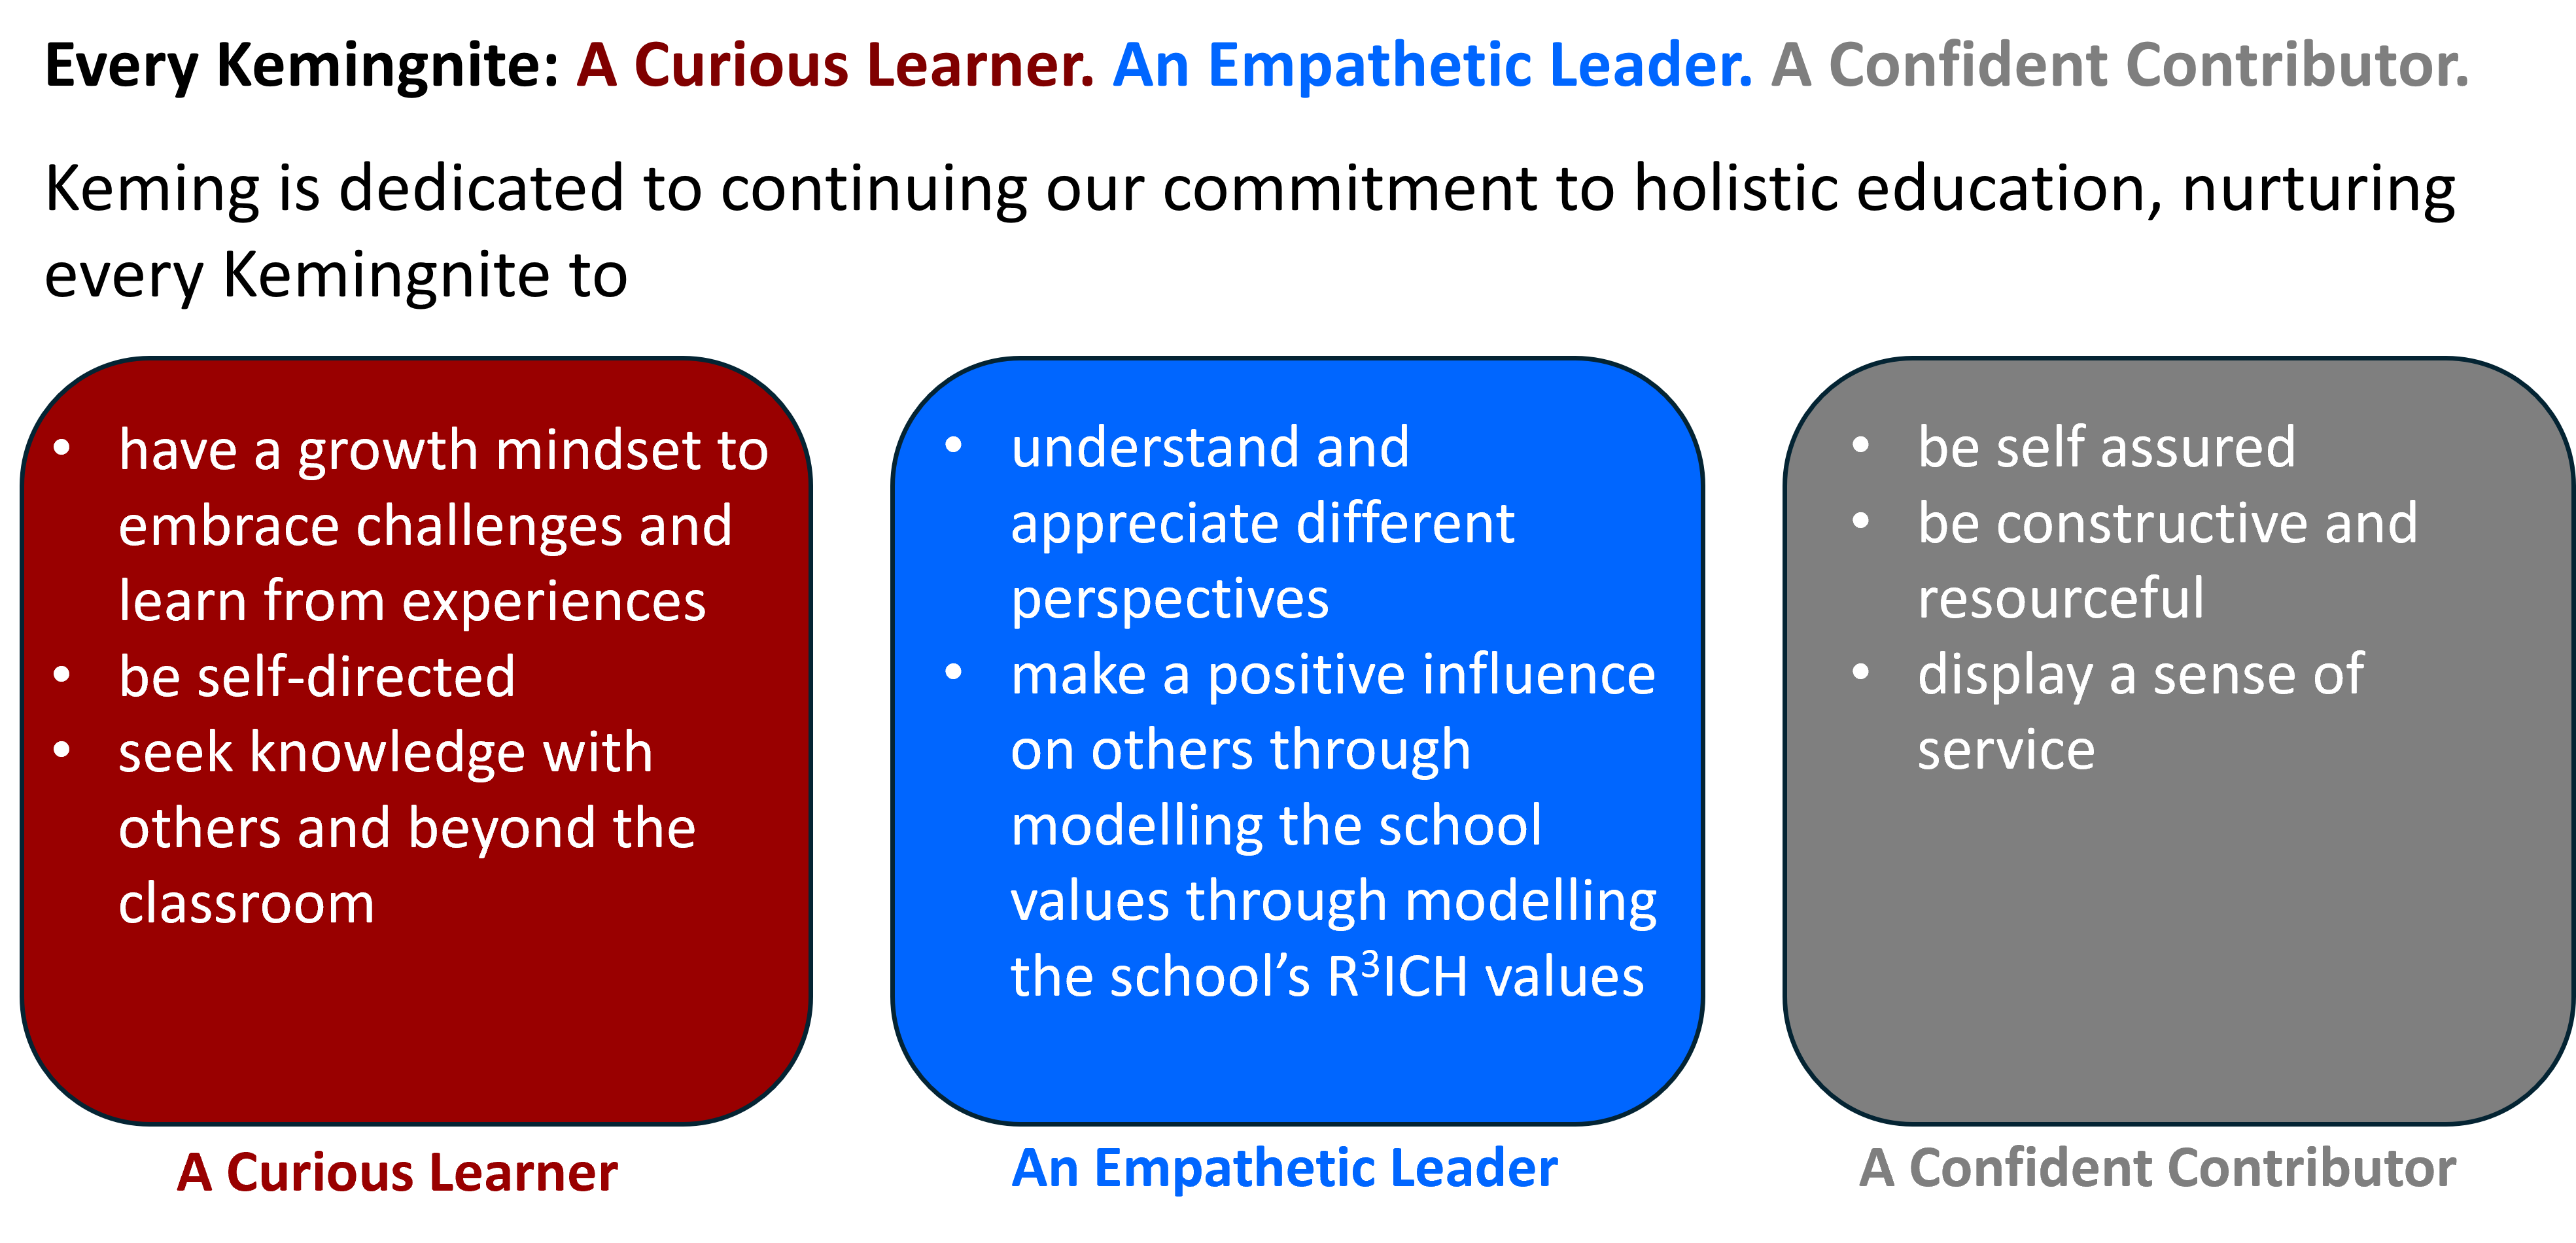 Every Kemingnite: A Curious Learner. An Empathetic Leader. A Confident Contributor.
Keming is dedicated to continuing our commitment to holistic education, nurturing
every Kemingnite to
• have a growth mindset to
embrace challenges and
learn from experiences
• be self-directed
• seek knowledge with
others and beyond the
classroom
A Curious Learner
• understand and
appreciate different
perspectives
• make a positive influence
on others through
modelling the school
values through modelling
the school’s R³ICH values
An Empathetic Leader
• be self assured
• be constructive and
resourceful
• display a sense of
service
A Confident Contributor